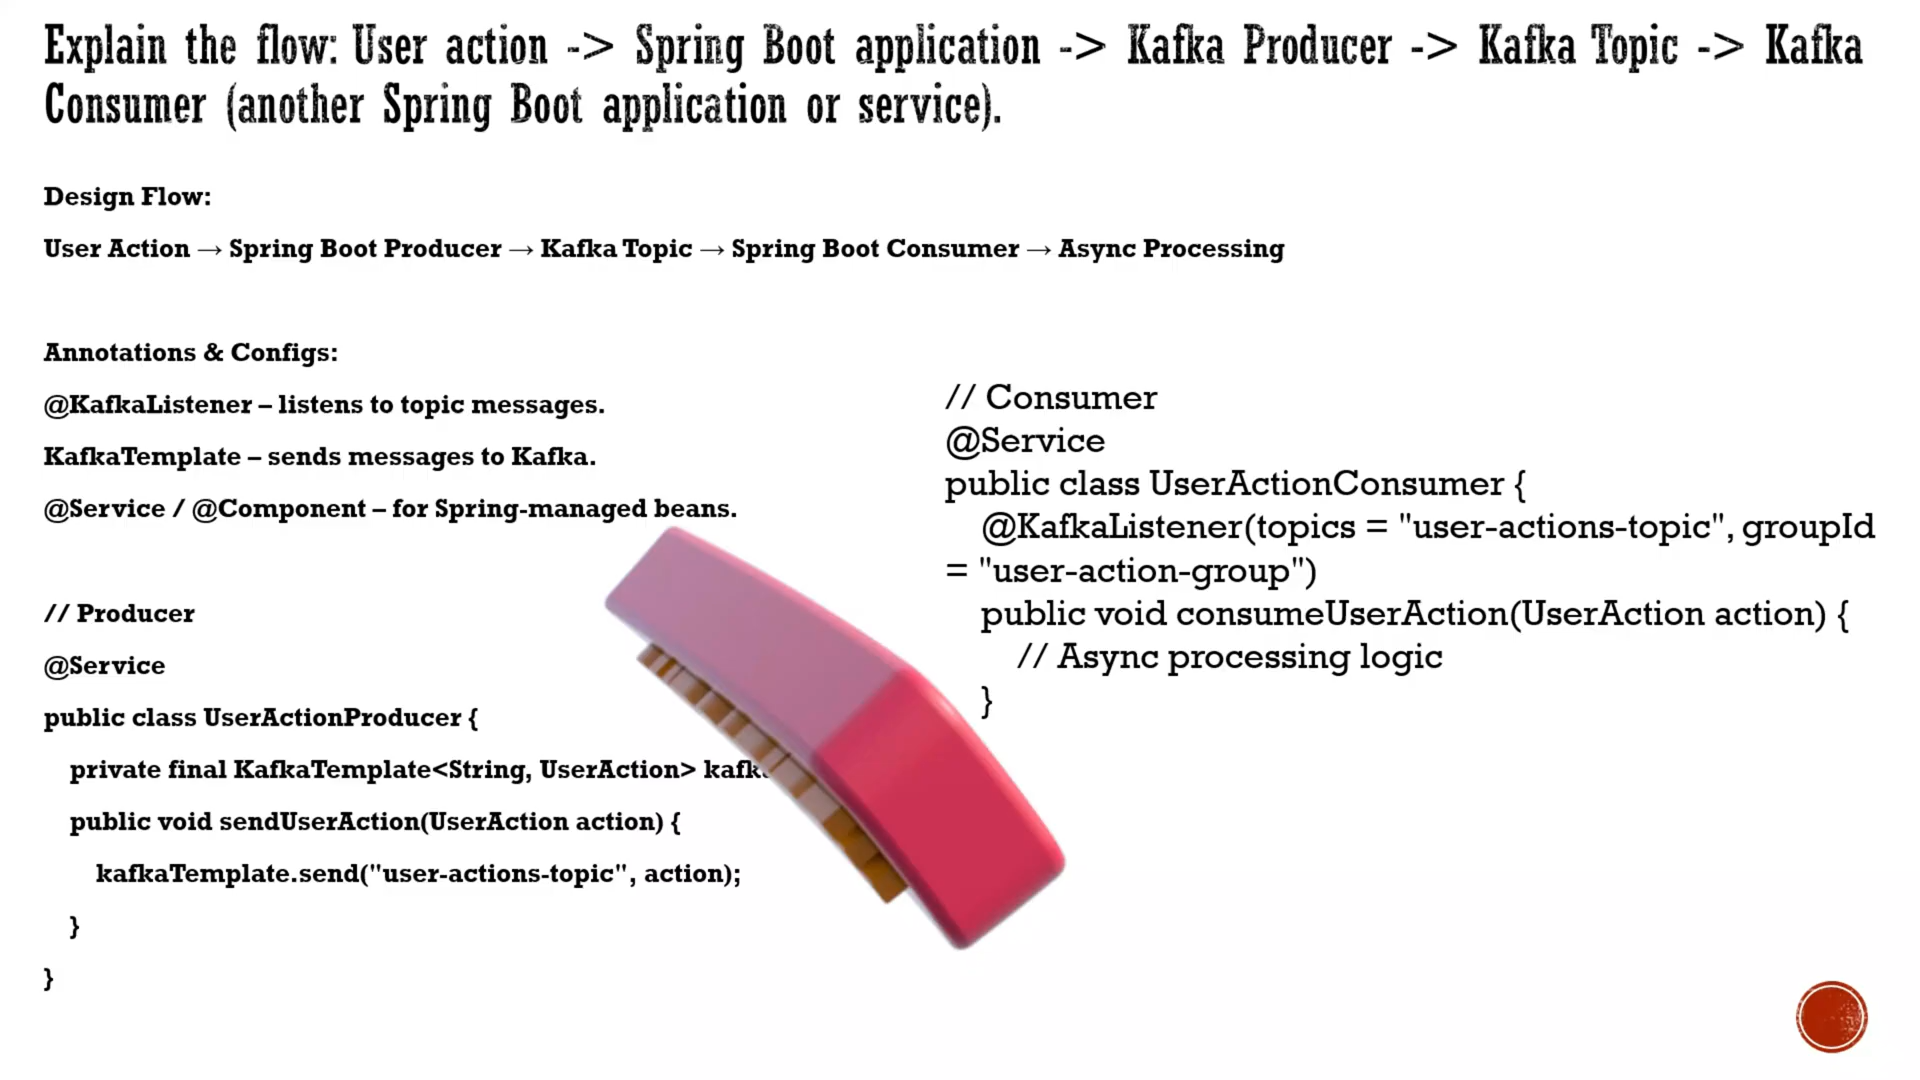 Explain the flow: User action -> Spring Boot application -> Kafka Producer -> Kafka Topic -> Kafka
Consumer (another Spring Boot application or service).
Design Flow:
User Action → Spring Boot Producer → Kafka Topic → Spring Boot Consumer → Async Processing
Annotations & Configs:
@KafkaListener – listens to topic messages.
KafkaTemplate – sends messages to Kafka.
@Service / @Component – for Spring-managed beans.
// Producer
@Service
public class UserActionProducer {
private final KafkaTemplate<String, UserAction>
public void sendUserAction(UserAction action) {
kafkaTemplate.send("user-actions-topic", action);
}
}
// Consumer
@Service
public class UserActionConsumer {
@KafkaListener(topics = "user-actions-topic", groupId
= "user-action-group")
public void consumeUserAction(UserAction action) {
// Async processing logic
}